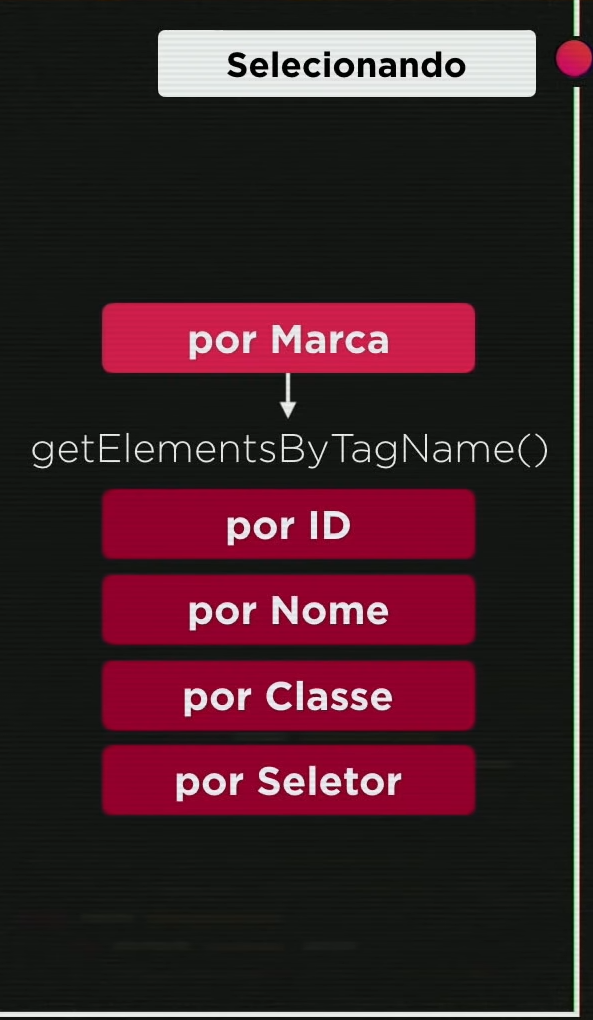 Selecionando
por Marca
getElementsByTagName()
por ID
por Nome
por Classe
por Seletor